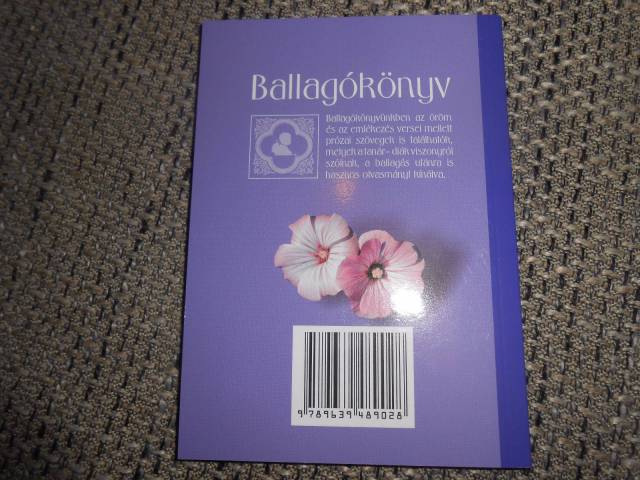 Ballagókönyv
Ballagókönyvünkben az öröm
és az emlékezés versei mellett
prózai szövegek is találhatók,
melyek a tanár-diák viszonyról
szólnak, a ballagás utánra is
hasznos olvasmányt kínálva.
9 789639 489028